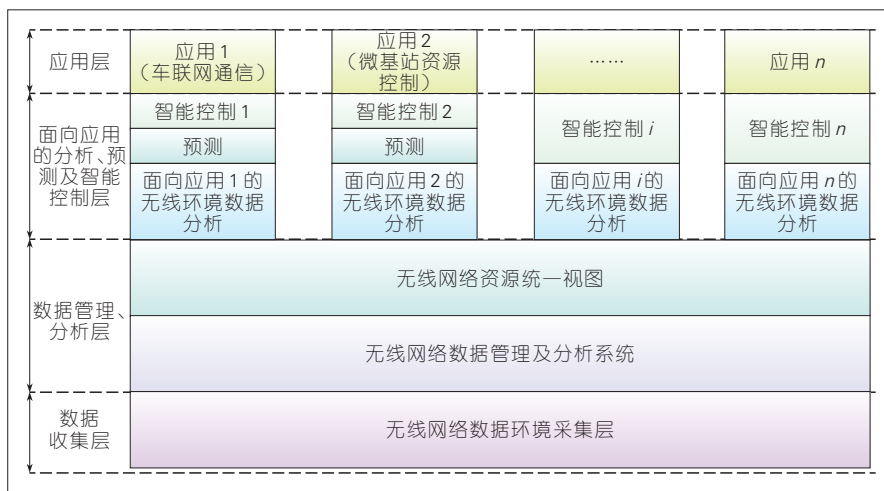 应用层
应用1
（车联网通信）
应用2
（微基站资源
控制）
……
应用n
面向应用
的分析、预
测及智能
控制层
智能控制1
预测
面向应用1的
无线环境数据
分析
智能控制2
预测
面向应用2的
无线环境数据
分析
智能控制i
面向应用i的
无线环境数据
分析
智能控制n
面向应用n的
无线环境数据
分析
数据管理、
分析层
无线网络资源统一视图
无线网络数据管理及分析系统
数据
收集层
无线网络数据环境采集层